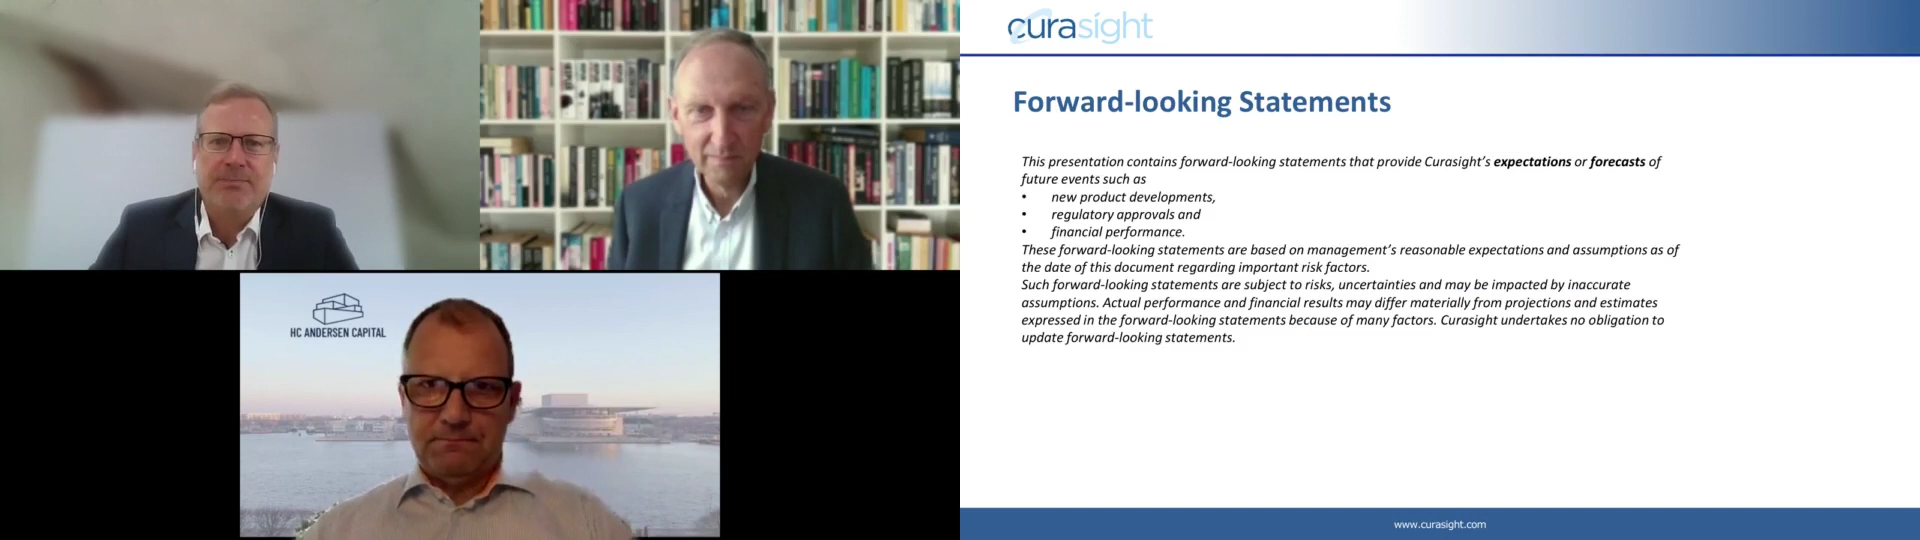 HC ANDERSEN CAPITAL
curasight
Forward-looking Statements
This presentation contains forward-looking statements that provide Curasight's expectations or forecasts of
future events such as
• new product developments,
• regulatory approvals and
• financial performance.
These forward-looking statements are based on management's reasonable expectations and assumptions as of
the date of this document regarding important risk factors.
Such forward-looking statements are subject to risks, uncertainties and may be impacted by inaccurate
assumptions. Actual performance and financial results may differ materially from projections and estimates
expressed in the forward-looking statements because of many factors. Curasight undertakes no obligation to
update forward-looking statements.
www.curasight.com